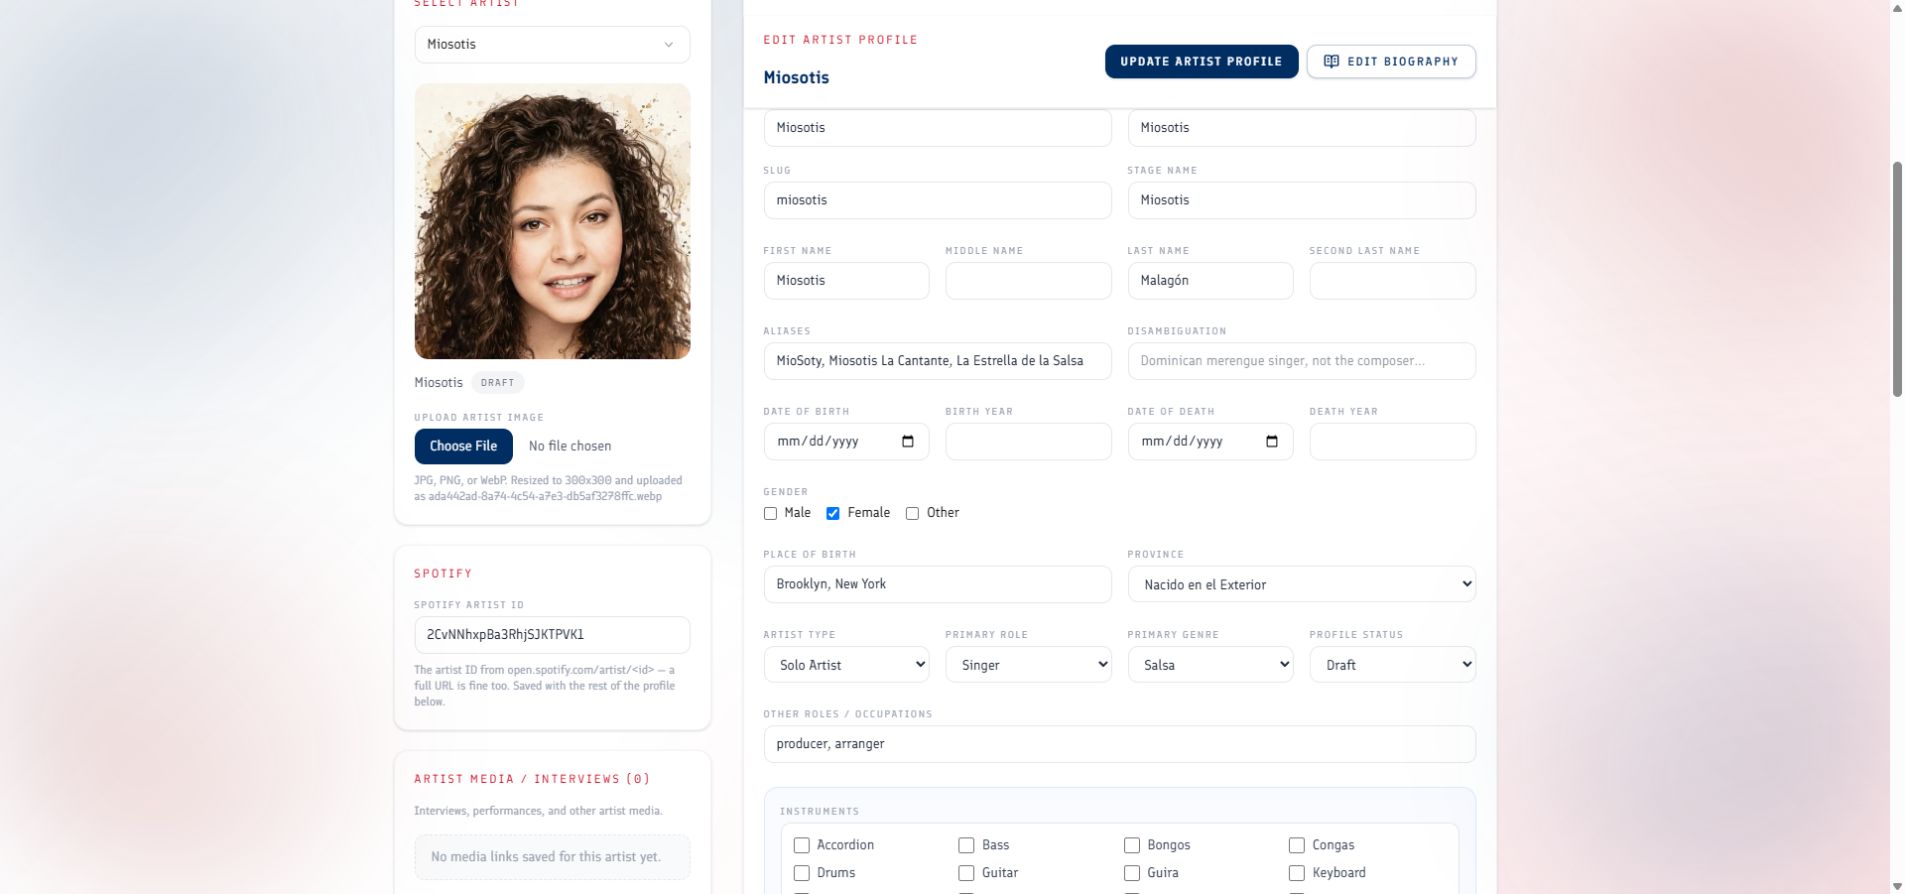 SELECT ARTIST
Miosotis
Miosotis DRAFT
UPLOAD ARTIST IMAGE
Choose File No file chosen
JPG, PNG, or WebP. Resized to 300x300 and uploaded
as ada442ad-8a74-4c54-a7e3-db5af3278ffc.webp
SPOTIFY
SPOTIFY ARTIST ID
2CvNNhxpBa3RhjSJKTPVK1
The artist ID from open.spotify.com/artist/<id> — a
full URL is fine too. Saved with the rest of the profile
below.
ARTIST MEDIA / INTERVIEWS (0)
Interviews, performances, and other artist media.
No media links saved for this artist yet.
EDIT ARTIST PROFILE
Miosotis
UPDATE ARTIST PROFILE EDIT BIOGRAPHY
Miosotis Miosotis
SLUG STAGE NAME
miosotis Miosotis
FIRST NAME MIDDLE NAME LAST NAME SECOND LAST NAME
Miosotis Malagón
ALIASES DISAMBIGUATION
MioSoty, Miosotis La Cantante, La Estrella de la Salsa Dominican merengue singer, not the composer...
DATE OF BIRTH BIRTH YEAR DATE OF DEATH DEATH YEAR
mm/dd/yyyy mm/dd/yyyy
GENDER
Male Female Other
PLACE OF BIRTH PROVINCE
Brooklyn, New York Nacido en el Exterior
ARTIST TYPE PRIMARY ROLE PRIMARY GENRE PROFILE STATUS
Solo Artist Singer Salsa Draft
OTHER ROLES / OCCUPATIONS
producer, arranger
INSTRUMENTS
Accordion Bass Bongos Congas
Drums Guitar Guira Keyboard